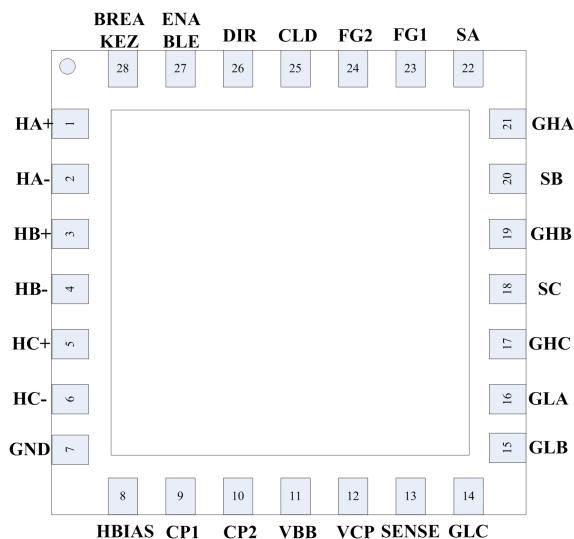 BREA
KEZ
ENA
BLE
DIR
CLD
FG2
FG1
SA
28
27
26
25
24
23
22
HA+
1
21
GHA
HA-
2
20
SB
HB+
3
19
GHB
HB-
4
18
SC
HC+
5
17
GHC
HC-
6
16
GLA
GND
7
15
GLB
8
9
10
11
12
13
14
HBIAS
CP1
CP2
VBB
VCP
SENSE
GLC